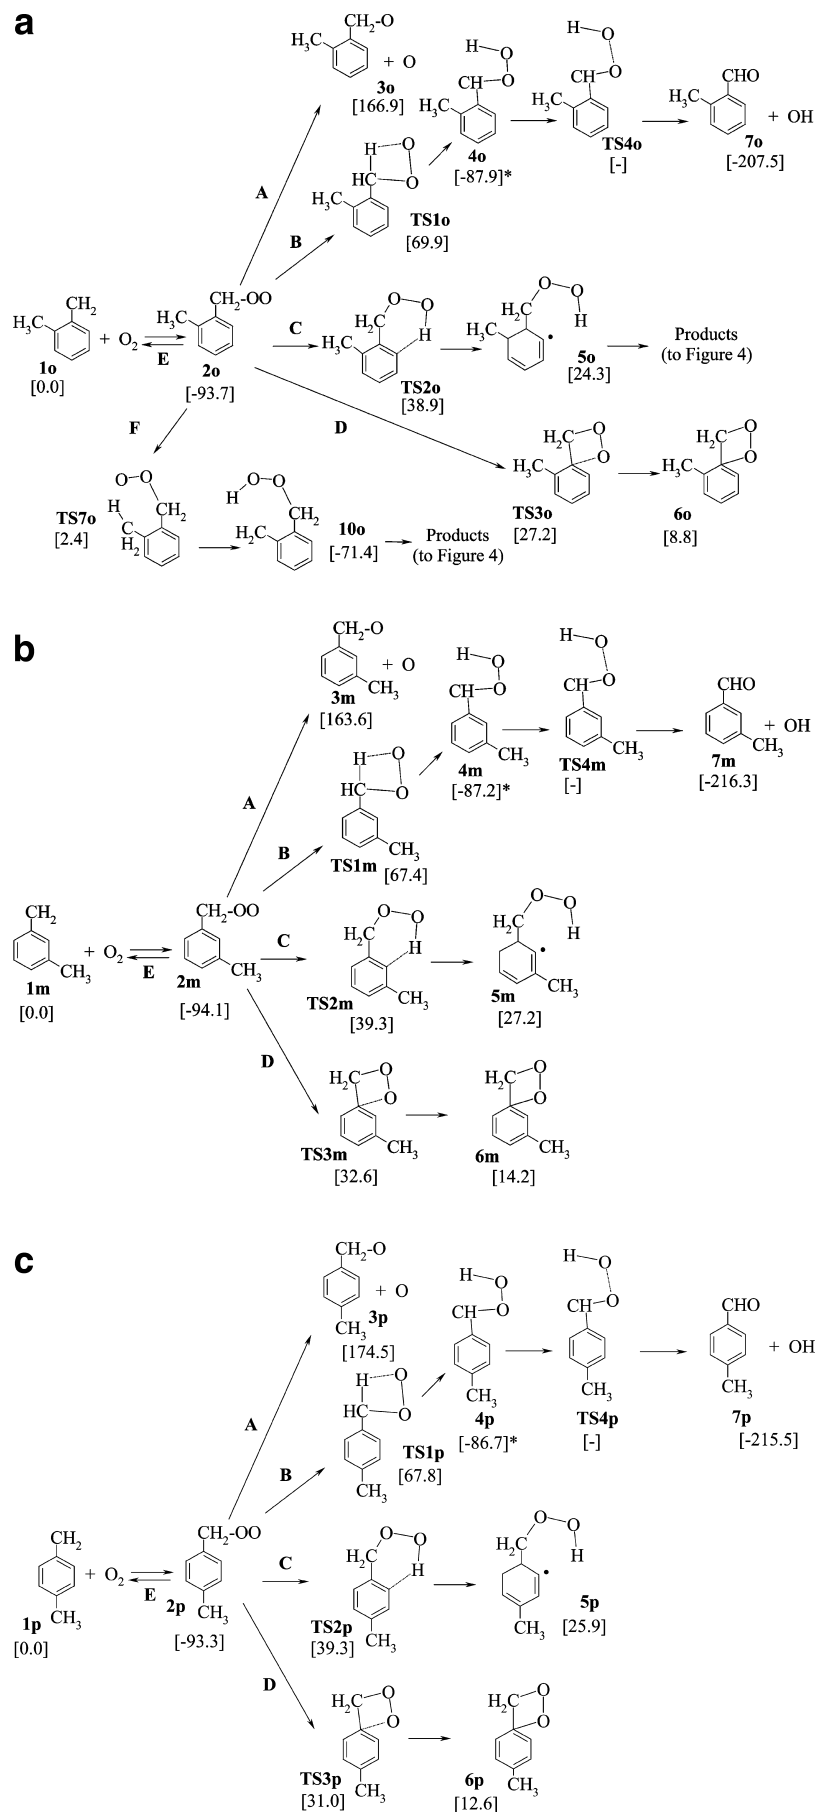 a
CH2-O
H3C
+ O
3o
[166.9]
H
O
O
CH
H3C
4o
[-87.9]*
H
O
O
CH
H3C
TS4o
[-]
CHO
H3C
+ OH
7o
[-207.5]
A
H
O
HC
O
H3C
TS1o
[69.9]
B
CH2
H3C
+ O2
1o
[0.0]
E
CH2-OO
H3C
2o
[-93.7]
C
O
O
H2C
H
H3C
TS2o
[38.9]
O
O
H2C
H
H3C
•
5o
[24.3]
Products
(to Figure 4)
F
D
H2C
O
O
H3C
TS3o
[27.2]
H2C
O
O
H3C
6o
[8.8]
O-O
H
CH2
C
H2
TS7o
[2.4]
O
O
H
CH2
H2C
10o
[-71.4]
Products
(to Figure 4)
b
CH2-O
+ O
CH3
3m
[163.6]
H
O
O
CH
CH3
4m
[-87.2]*
H
O
O
CH
CH3
TS4m
[-]
CHO
CH3
+ OH
7m
[-216.3]
A
H
O
HC
O
CH3
TS1m
[67.4]
B
CH2
CH3
+ O2
1m
[0.0]
E
CH2-OO
CH3
2m
[-94.1]
C
O
O
H2C
H
CH3
TS2m
[39.3]
O
O
H2C
H
•
CH3
5m
[27.2]
D
H2C
O
O
CH3
TS3m
[32.6]
H2C
O
O
CH3
6m
[14.2]
c
CH2-O
+ O
CH3
3p
[174.5]
H
O
O
CH
CH3
4p
[-86.7]*
H
O
O
CH
CH3
TS4p
[-]
CHO
CH3
+ OH
7p
[-215.5]
A
H
O
HC
O
CH3
TS1p
[67.8]
B
CH2
CH3
+ O2
1p
[0.0]
E
CH2-OO
CH3
2p
[-93.3]
C
O
O
H2C
H
CH3
TS2p
[39.3]
O
O
H2C
H
•
CH3
5p
[25.9]
D
H2C
O
O
CH3
TS3p
[31.0]
H2C
O
O
CH3
6p
[12.6]